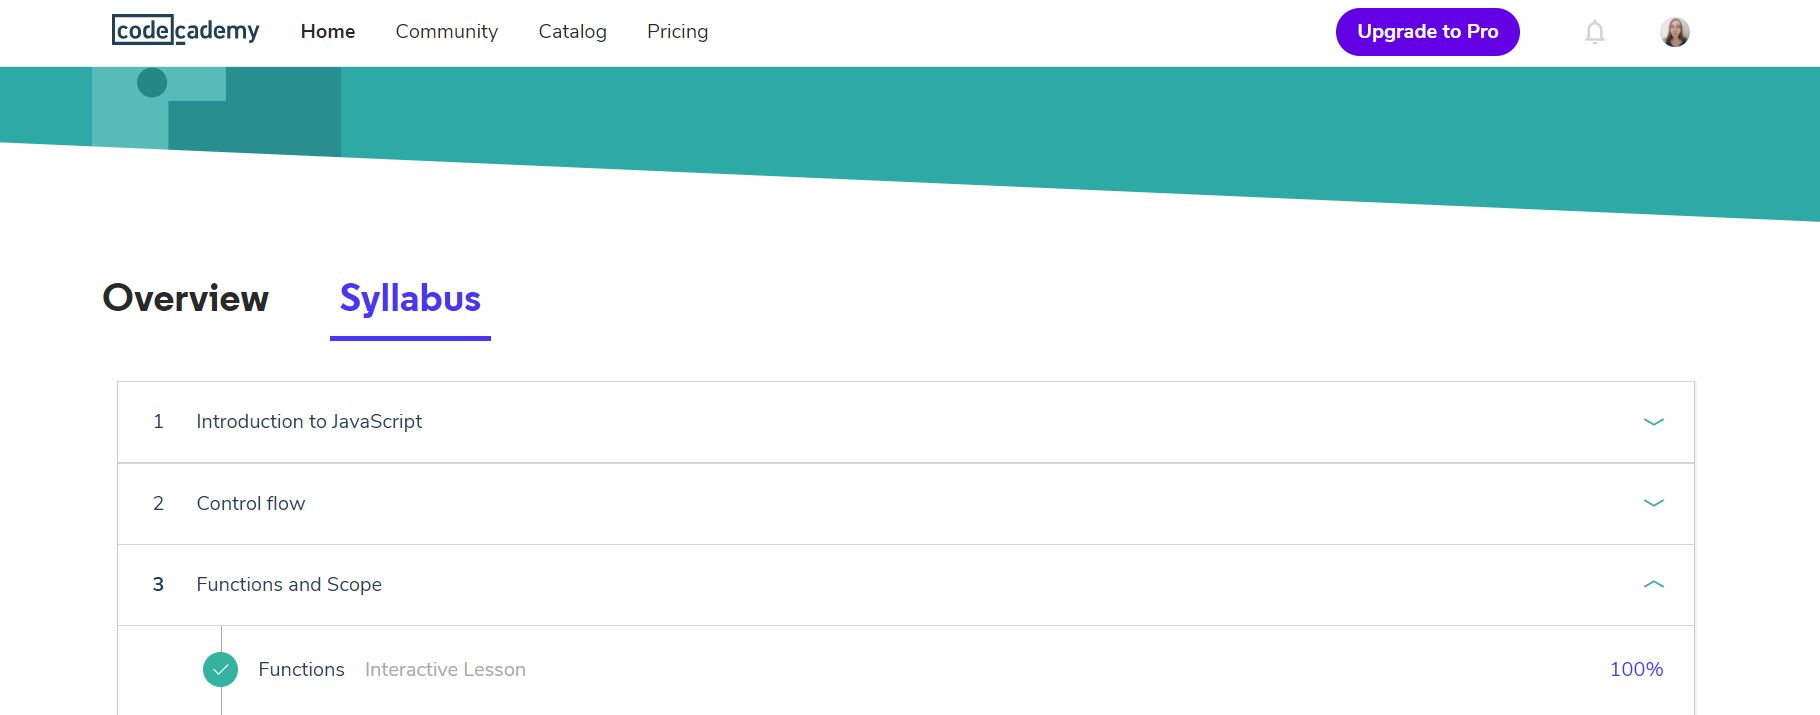 codecademy Home Community Catalog Pricing Upgrade to Pro
Overview Syllabus
1 Introduction to JavaScript
2 Control flow
3 Functions and Scope
Functions Interactive Lesson 100%